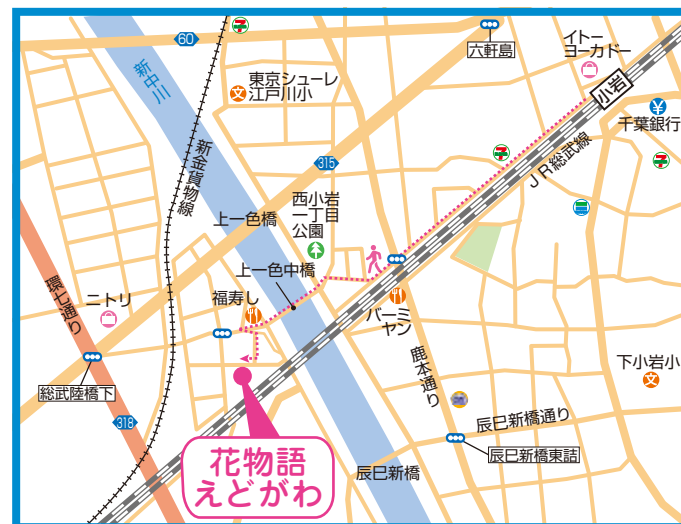 60
六軒島
イトー
ヨーカドー
小岩
東京シューレ
江戸川小
文
新中川
¥
千葉銀行
7
新金貨物線
315
JR総武線
西小岩
一丁目
公園
上一色橋
上一色中橋
環七通り
ニトリ
福寿し
バーミ
ヤン
総武陸橋下
鹿本通り
下小岩小
文
318
辰巳新橋通り
花物語
えどがわ
辰巳新橋
辰巳新橋東詰